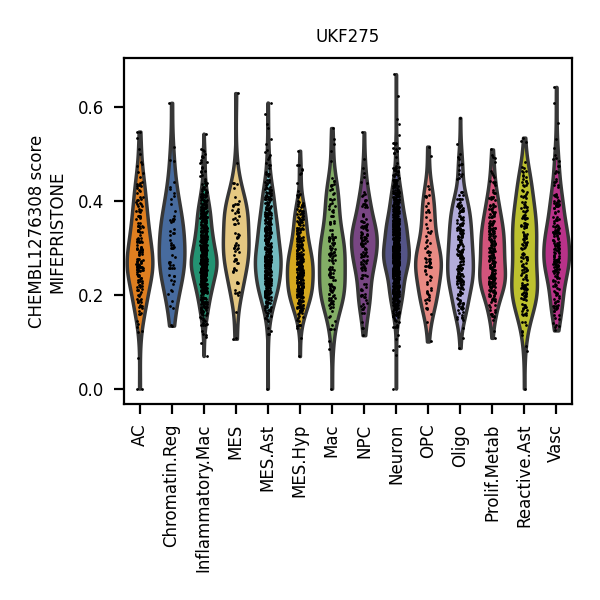 UKF275
CHEMBL1276308 score
MIFEPRISTONE
0.6
0.4
0.2
0.0
AC
Chromatin.Reg
Inflammatory.Mac
MES
MES.Ast
MES.Hyp
Mac
NPC
Neuron
OPC
Oligo
Prolif.Metab
Reactive.Ast
Vasc